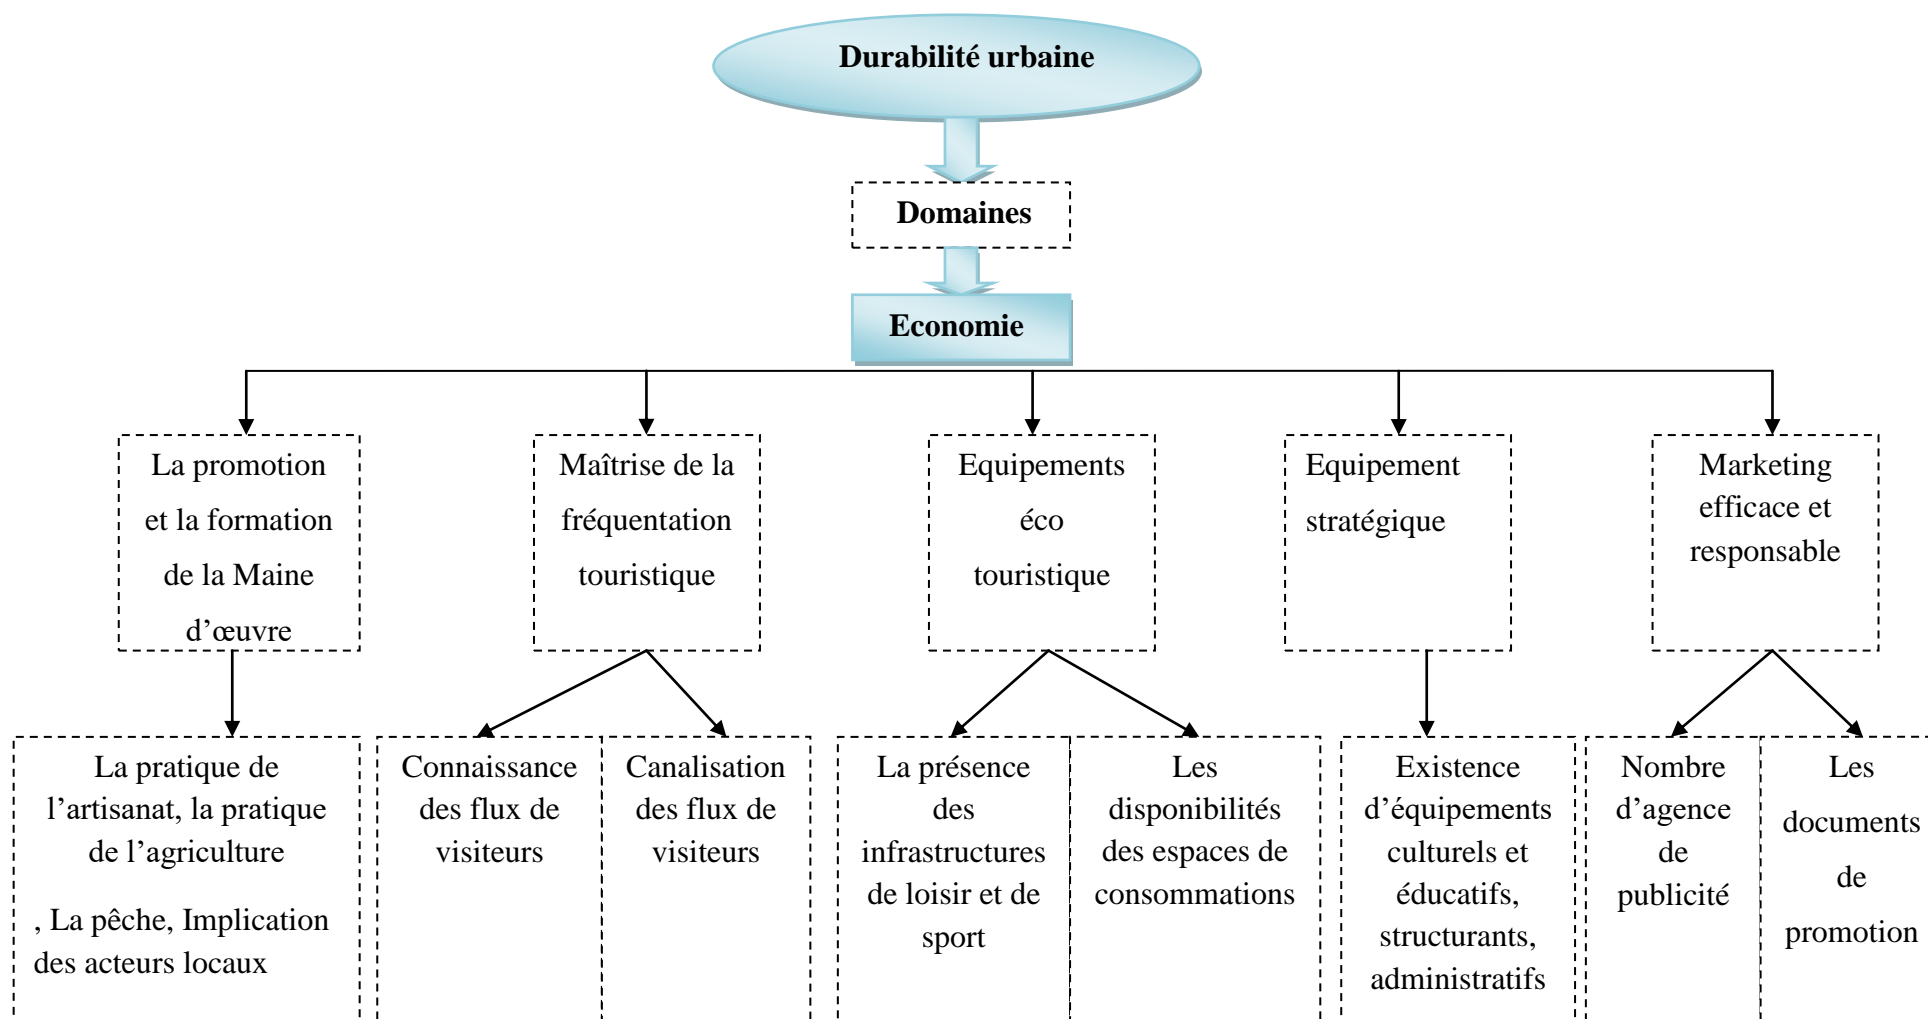 Durabilité urbaine
Domaines
Economie
La promotion
et la formation
de la Maine
d’œuvre
Maîtrise de la
fréquentation
touristique
Equipements
éco
touristique
Equipement
stratégique
Marketing
efficace et
responsable
La pratique de
l’artisanat, la pratique
de l’agriculture
, La pêche, Implication
des acteurs locaux
Connaissance
des flux de
visiteurs
Canalisation
des flux de
visiteurs
La présence
des
infrastructures
de loisir et de
sport
Les
disponibilités
des espaces de
consommations
Existence
d’équipements
culturels et
éducatifs,
structurants,
administratifs
Nombre
d’agence
de
publicité
Les
documents
de
promotion